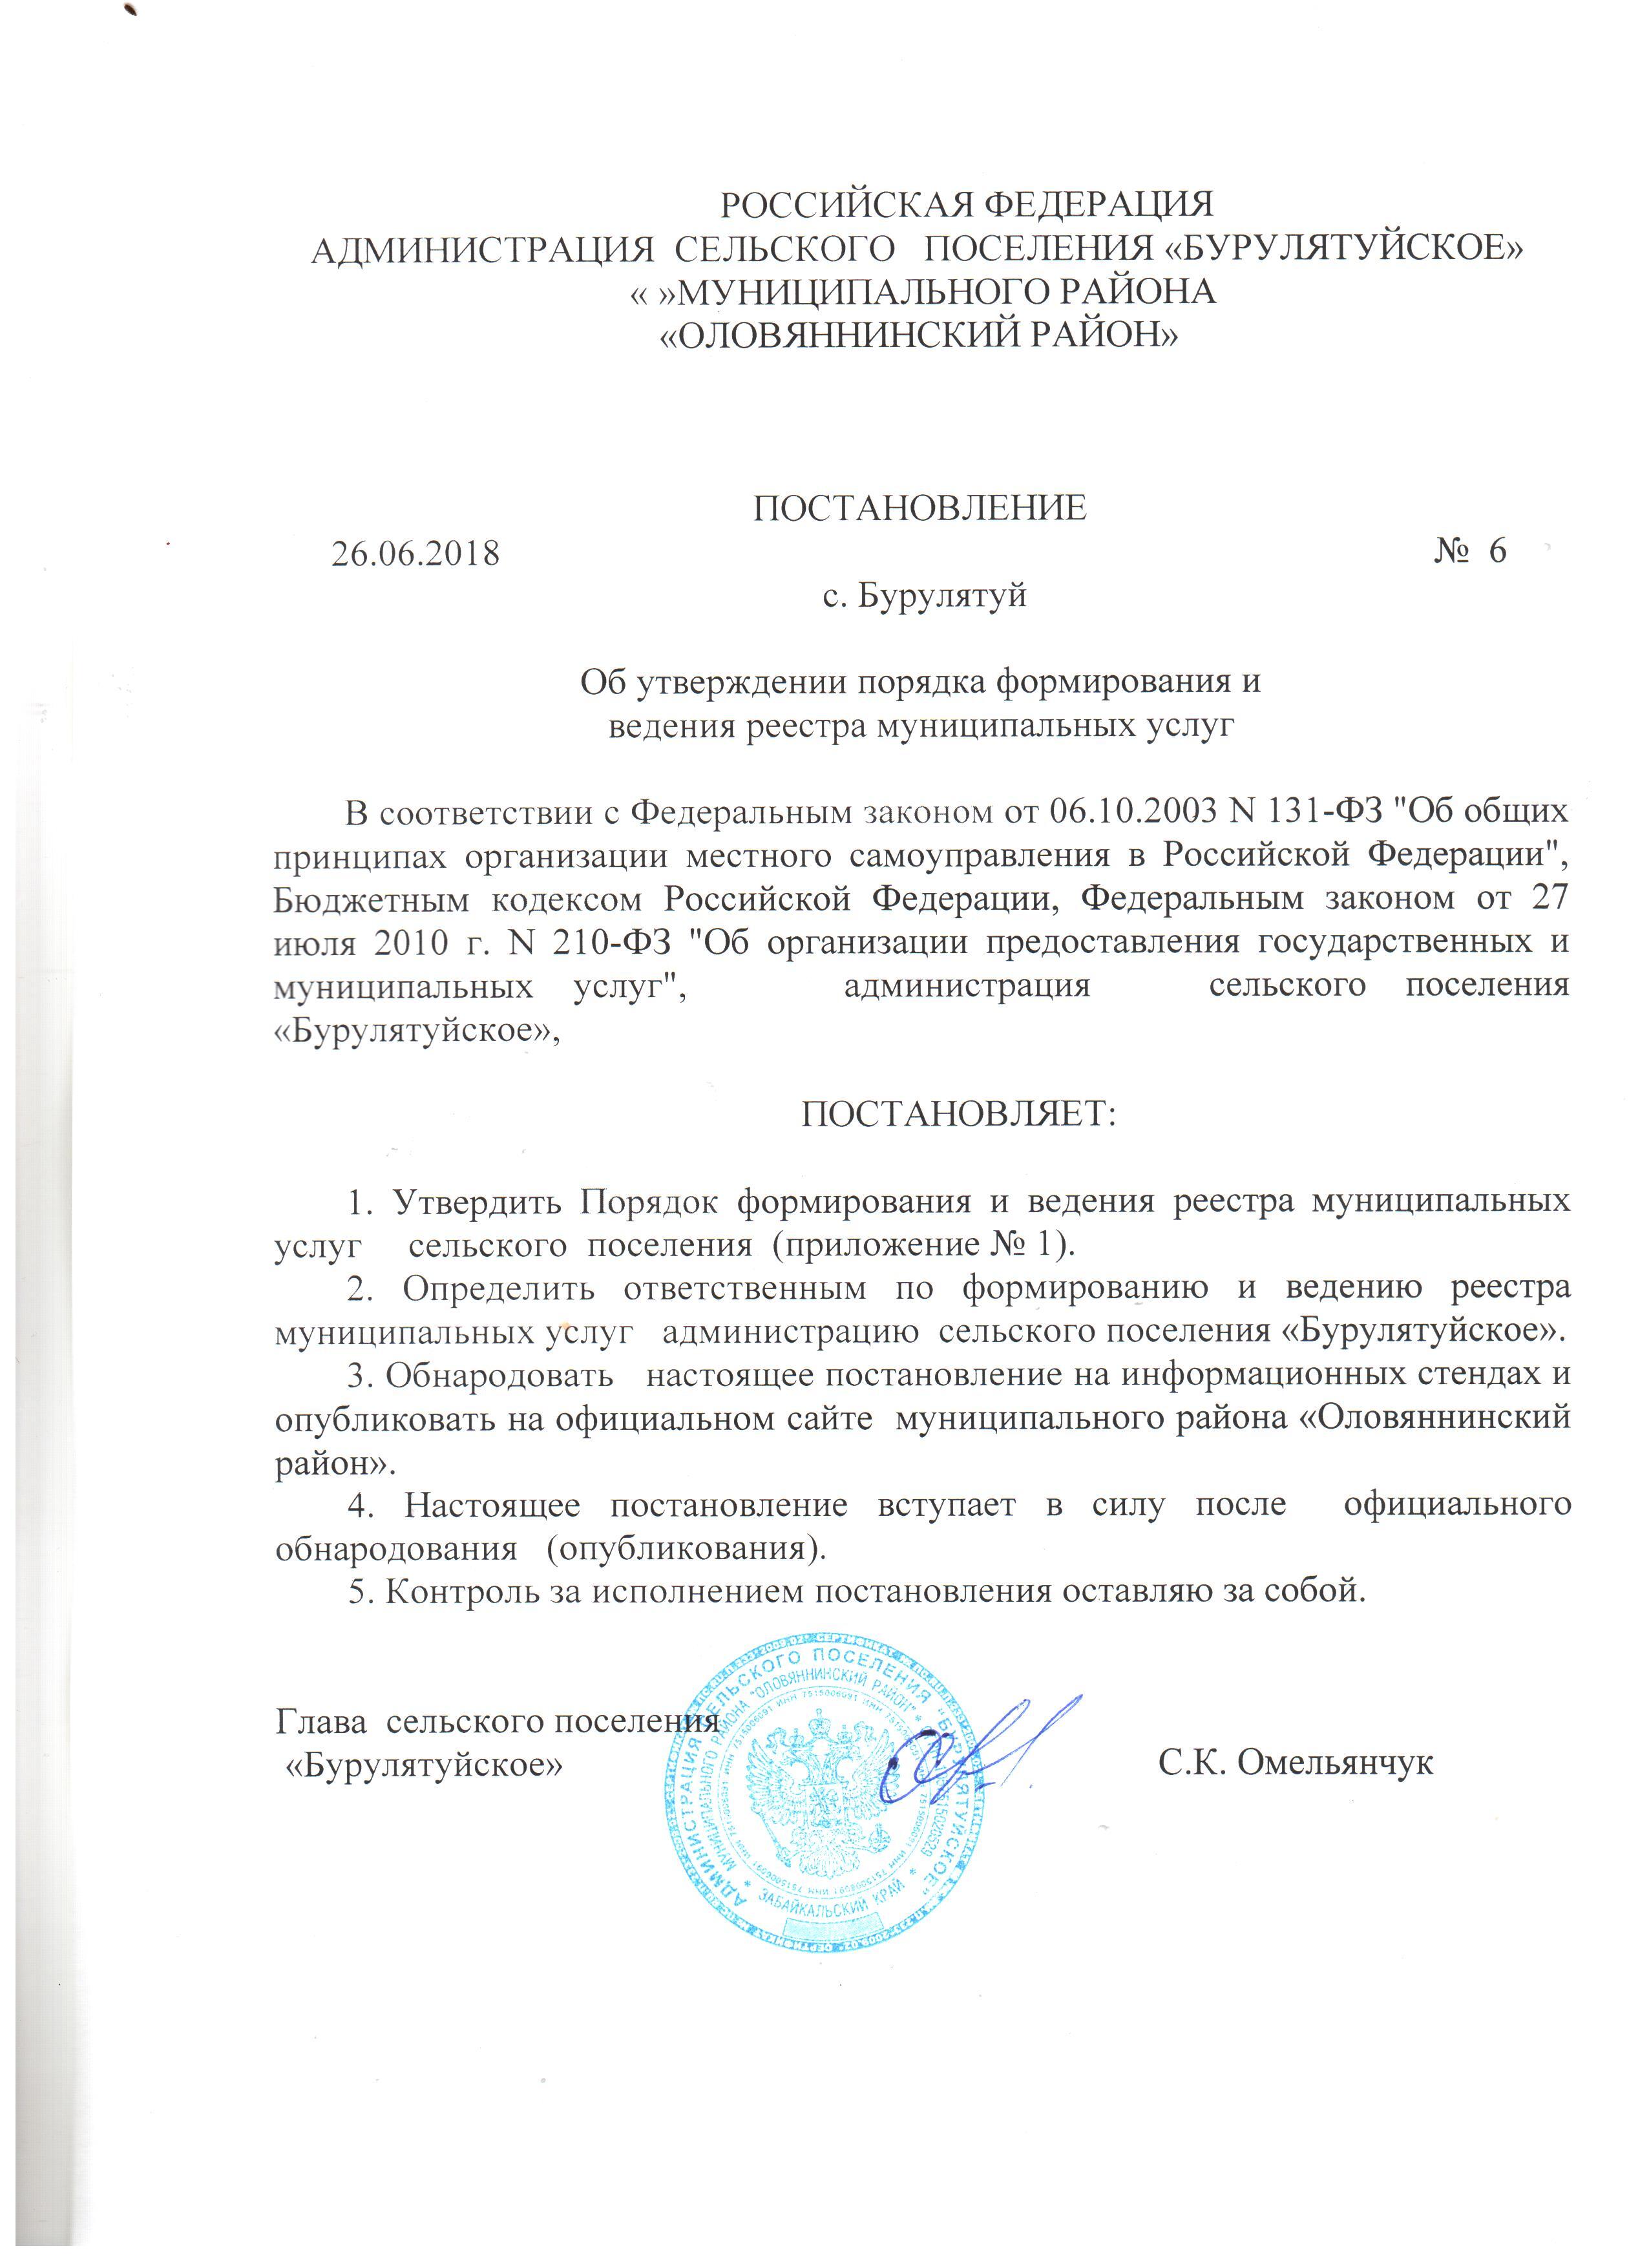 РОССИЙСКАЯ ФЕДЕРАЦИЯ
АДМИНИСТРАЦИЯ СЕЛЬСКОГО ПОСЕЛЕНИЯ «БУРУЛЯТУЙСКОЕ»
« »МУНИЦИПАЛЬНОГО РАЙОНА
«ОЛОВЯННИНСКИЙ РАЙОН»
ПОСТАНОВЛЕНИЕ
26.06.2018 № 6
с. Бурулятуй
Об утверждении порядка формирования и
ведения реестра муниципальных услуг
В соответствии с Федеральным законом от 06.10.2003 N 131-ФЗ "Об общих
принципах организации местного самоуправления в Российской Федерации",
Бюджетным кодексом Российской Федерации, Федеральным законом от 27
июля 2010 г. N 210-ФЗ "Об организации предоставления государственных и
муниципальных услуг", администрация сельского поселения
«Бурулятуйское»,
ПОСТАНОВЛЯЕТ:
1. Утвердить Порядок формирования и ведения реестра муниципальных
услуг сельского поселения (приложение № 1).
2. Определить ответственным по формированию и ведению реестра
муниципальных услуг администрацию сельского поселения «Бурулятуйское».
3. Обнародовать настоящее постановление на информационных стендах и
опубликовать на официальном сайте муниципального района «Оловяннинский
район».
4. Настоящее постановление вступает в силу после официального
обнародования (опубликования).
5. Контроль за исполнением постановления оставляю за собой.
Глава сельского поселения
«Бурулятуйское» С.К. Омельянчук
АДМИНИСТРАЦИЯ СЕЛЬСКОГО ПОСЕЛЕНИЯ "БУРУЛЯТУЙСКОЕ"
МУНИЦИПАЛЬНОГО РАЙОНА "ОЛОВЯННИНСКИЙ РАЙОН" *
* ЗАБАЙКАЛЬСКИЙ КРАЙ *
ИНН 7515006091